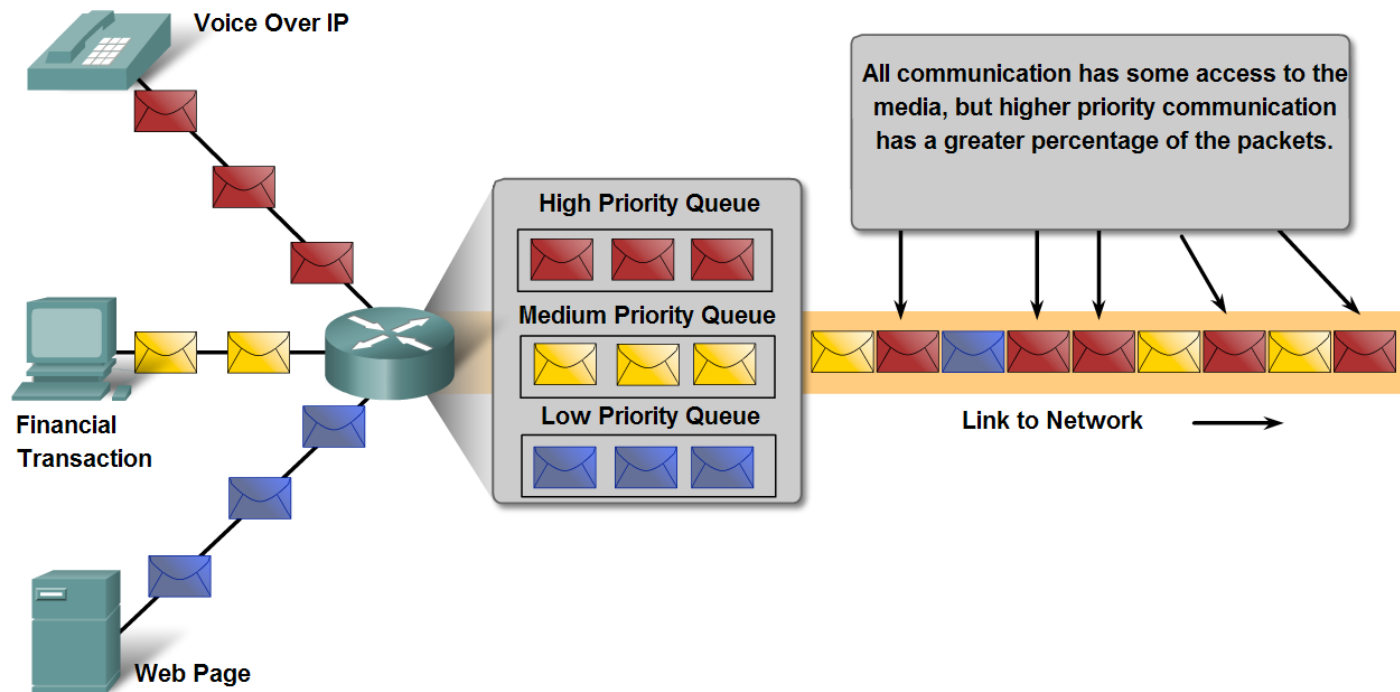 Voice Over IP
All communication has some access to the
media, but higher priority communication
has a greater percentage of the packets.
High Priority Queue
Medium Priority Queue
Low Priority Queue
Financial
Transaction
Link to Network
Web Page